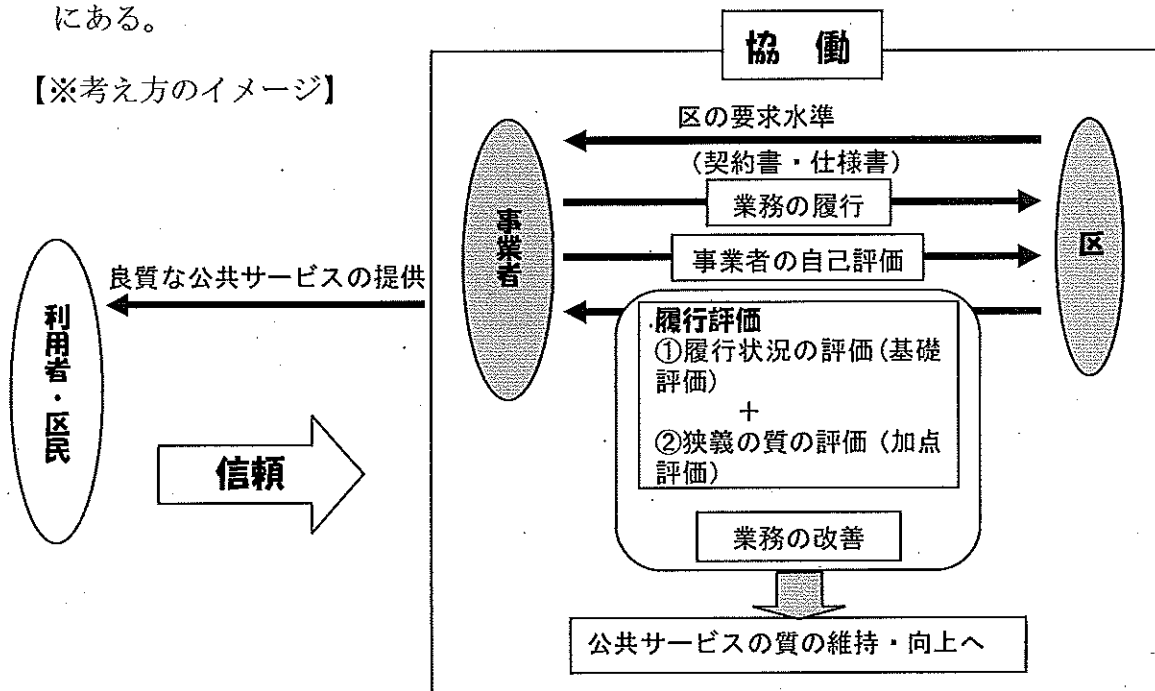 にある。
【※考え方のイメージ】
協　働
区の要求水準
（契約書・仕様書）
業務の履行
事業者の自己評価
事業者
区
良質な公共サービスの提供
利用者・区民
信頼
履行評価
①履行状況の評価（基礎
評価）
＋
②狭義の質の評価（加点
評価）
業務の改善
公共サービスの質の維持・向上へ